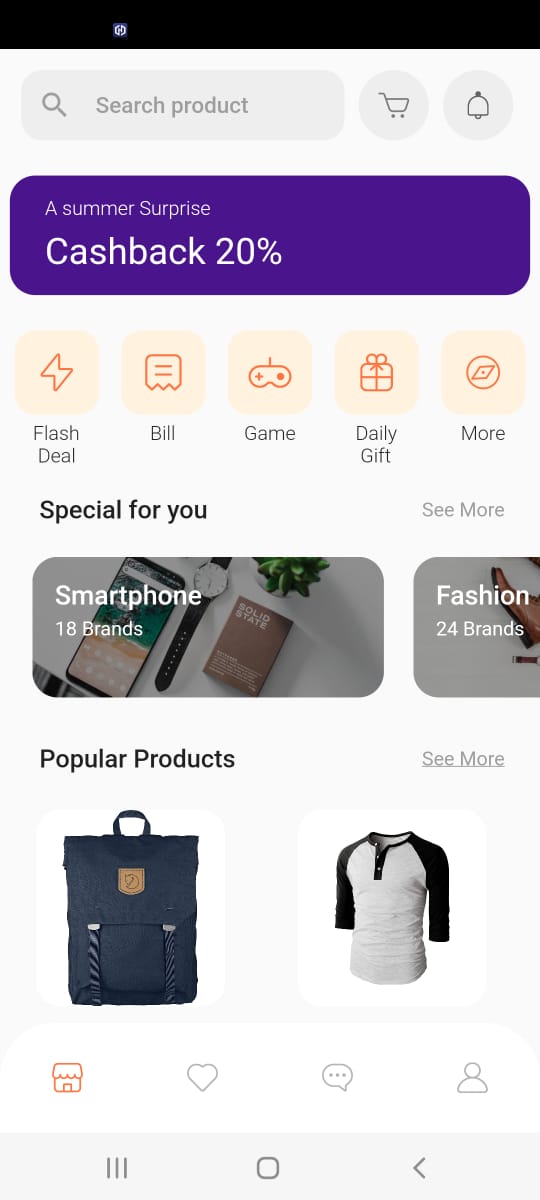 Search product
A summer Surprise
Cashback 20%
Flash
Deal
Bill
Game
Daily
Gift
More
Special for you
See More
Smartphone
18 Brands
SOLID
STATE
Fashion
24 Brands
Popular Products
See More